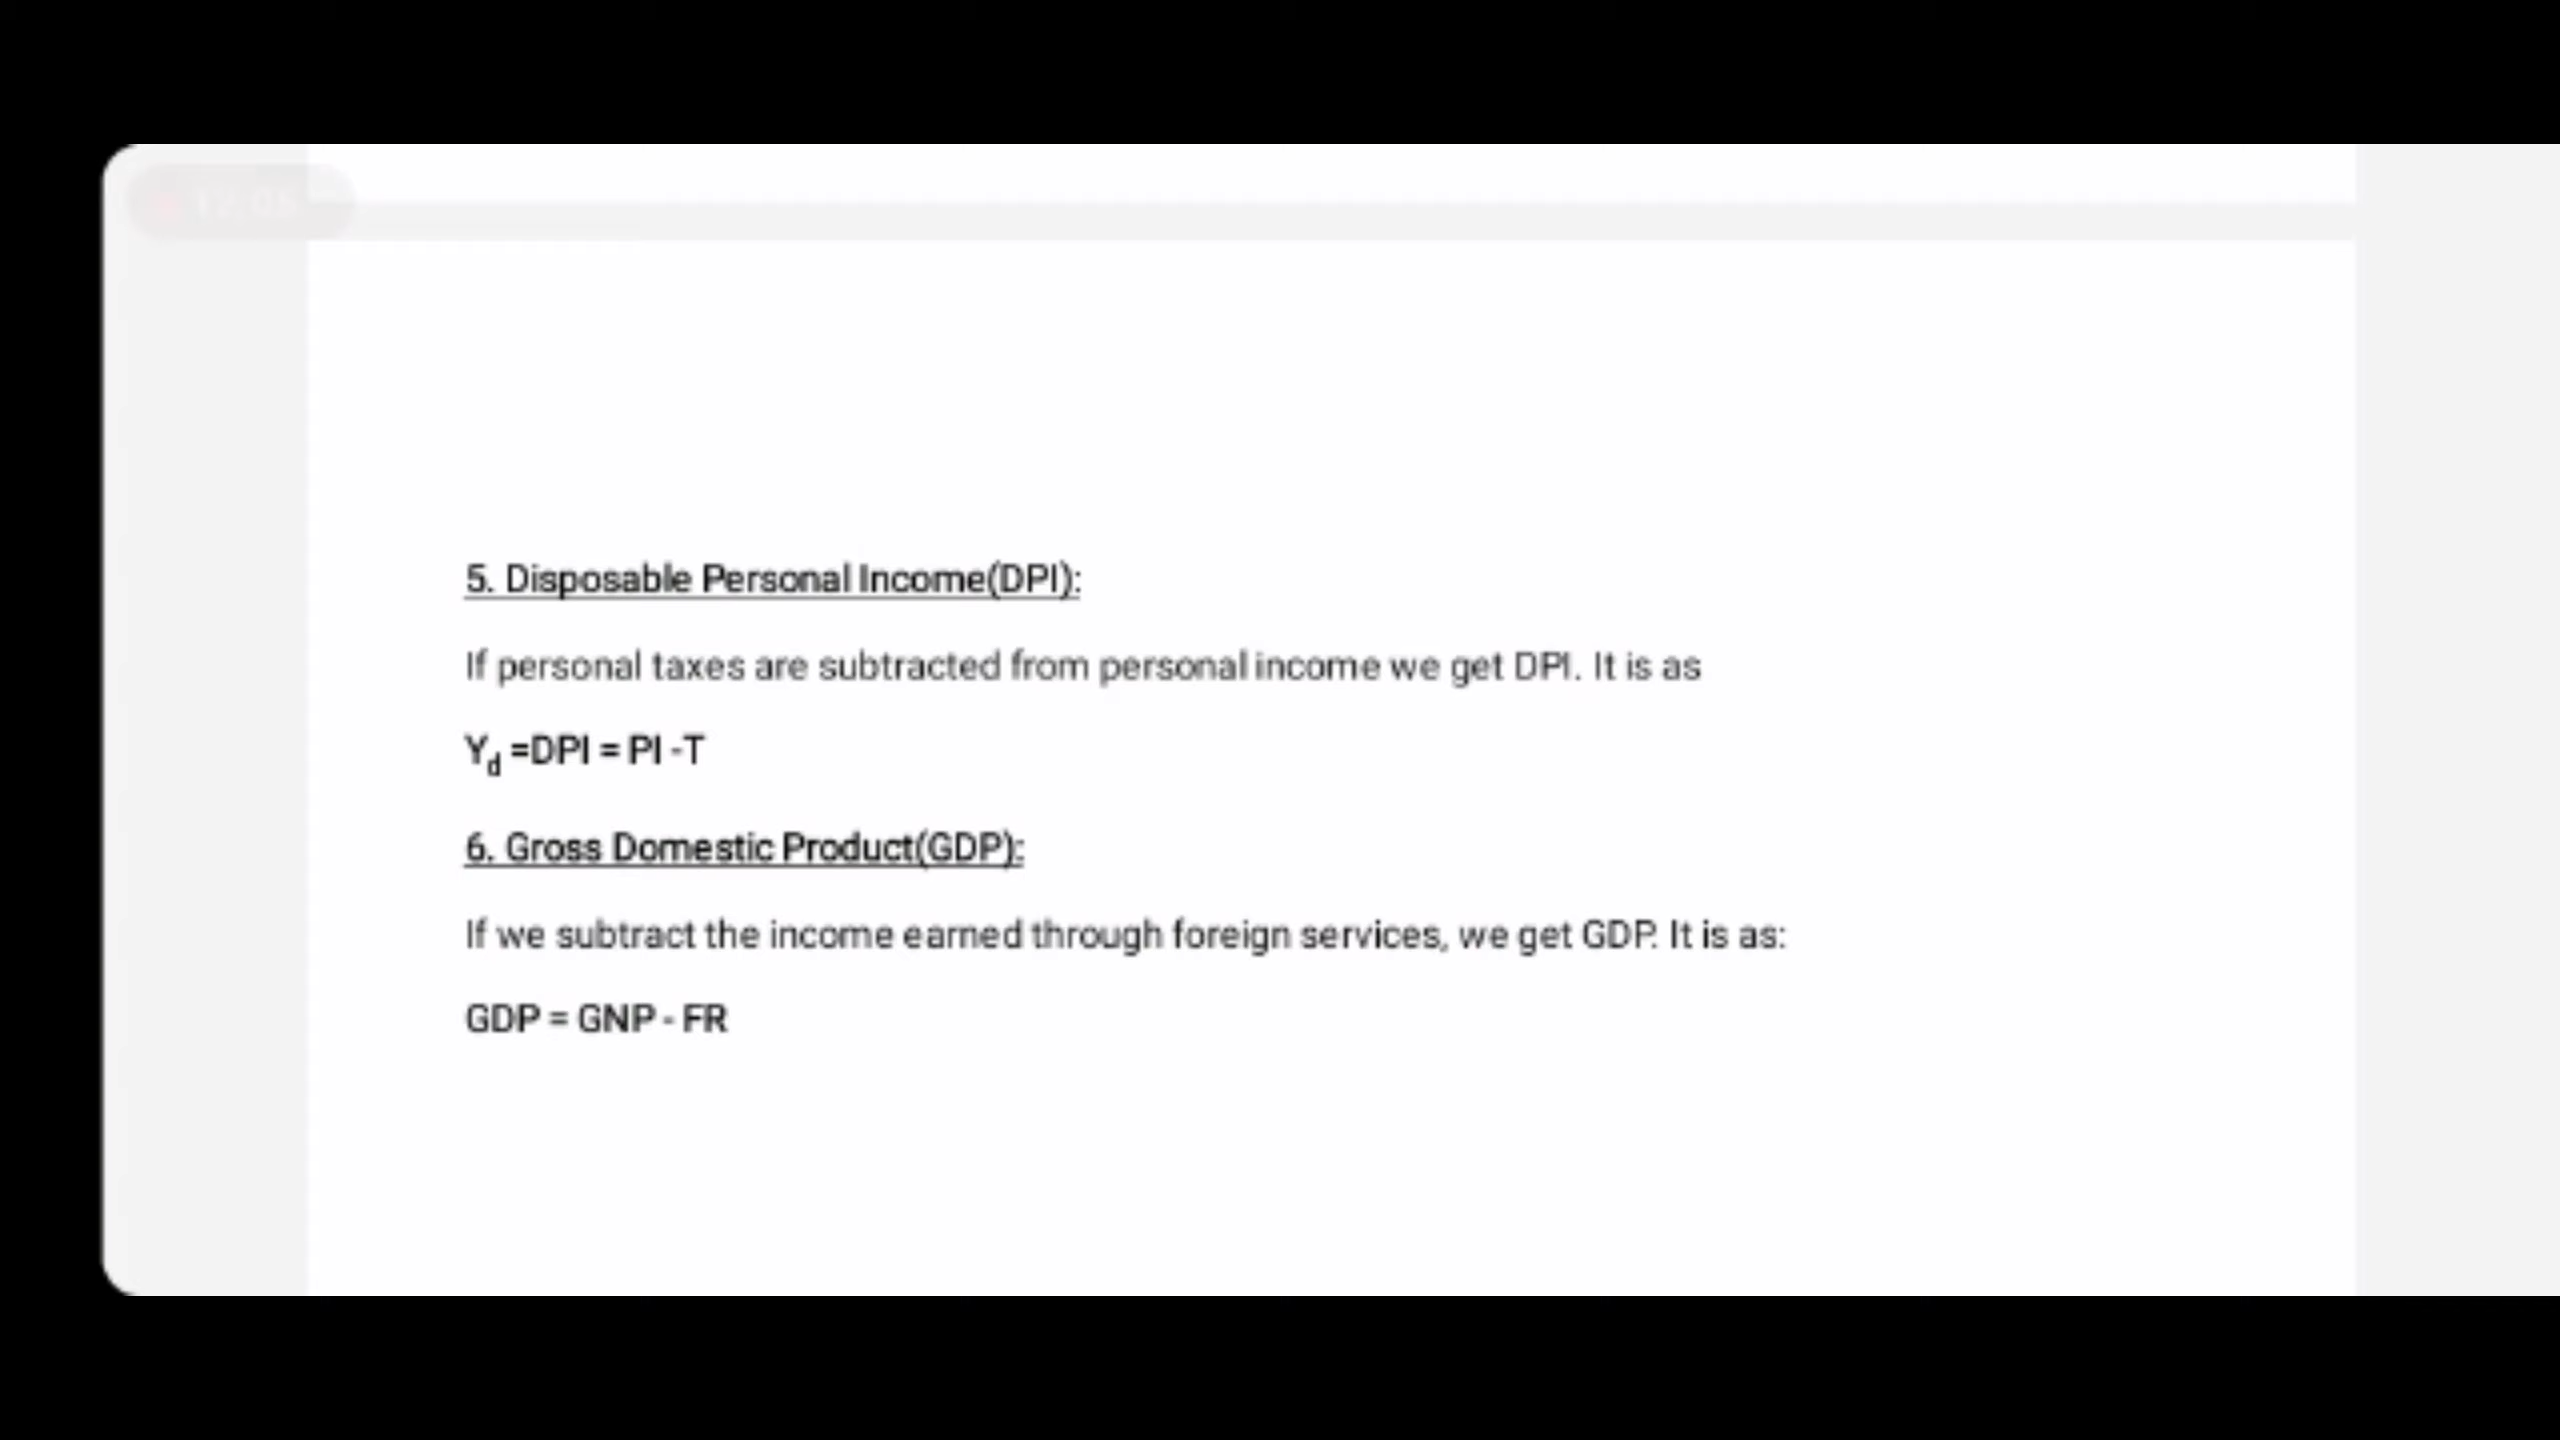 5. Disposable Personal Income(DPI):
If personal taxes are subtracted from personal income we get DPI. It is as
Yd =DPI = PI -T
6. Gross Domestic Product(GDP):
If we subtract the income earned through foreign services, we get GDP. It is as:
GDP = GNP - FR